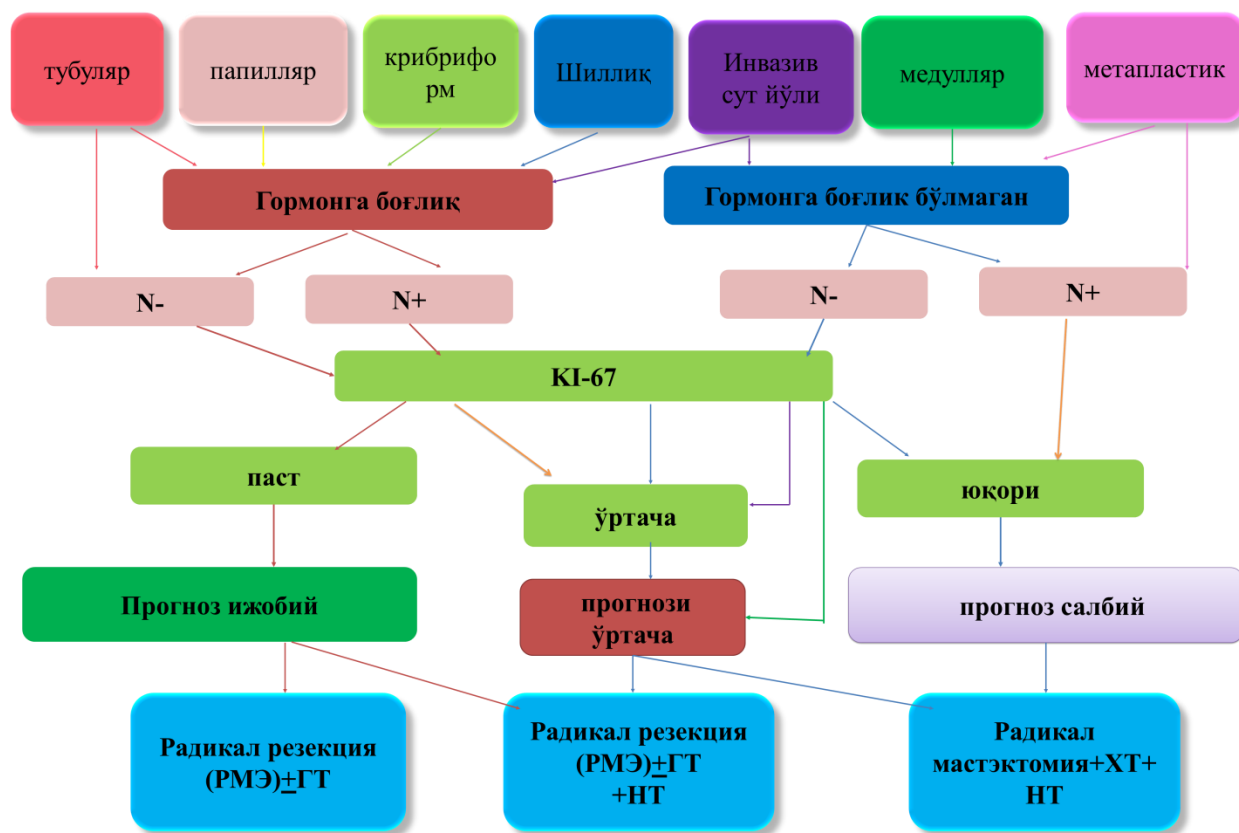 тубуляр
папилляр
крибрифо
рм
Шиллиқ
Инвазив
сут йўли
медулляр
метапластик
Гормонга боғлиқ
Гормонга боғлик бўлмаган
N-
N+
N-
N+
KI-67
паст
ўртача
юқори
Прогноз ижобий
прогнози
ўртача
прогноз салбий
Радикал резекция
(РМЭ)±ГТ
Радикал резекция
(РМЭ)±ГТ
+НТ
Радикал
мастэктомия+ХТ+
НТ